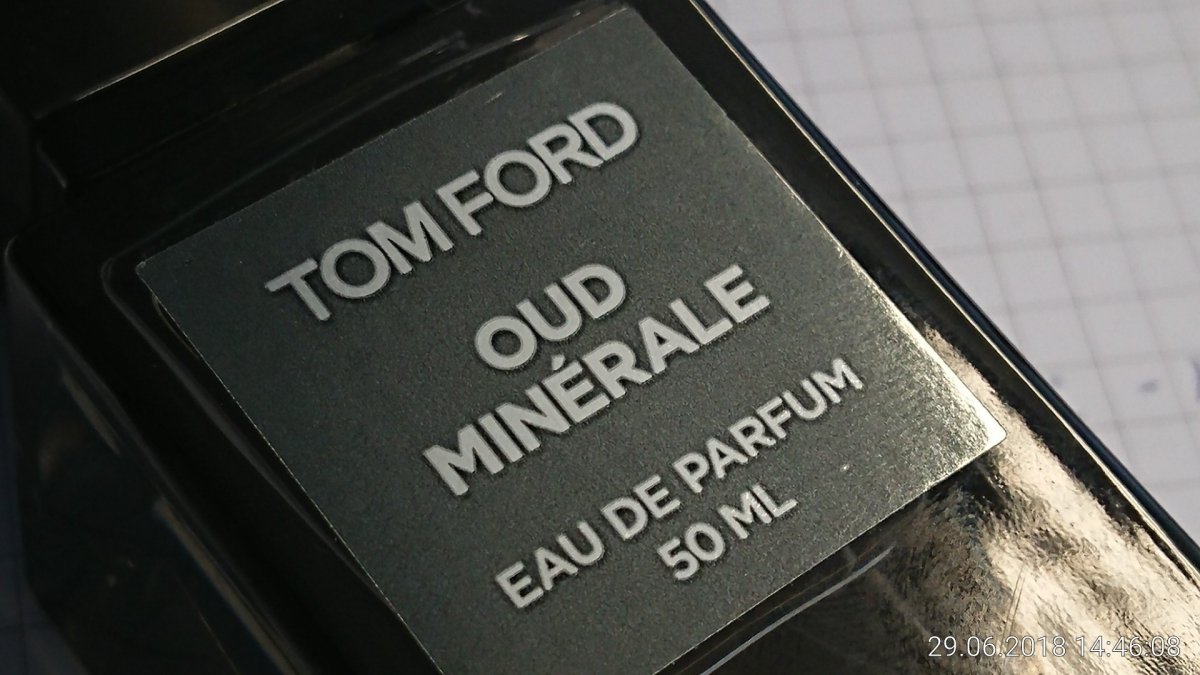 TOM FORD
OUD
MINÉRALE
EAU DE PARFUM
50 ML
29.06.2018 14:46:08